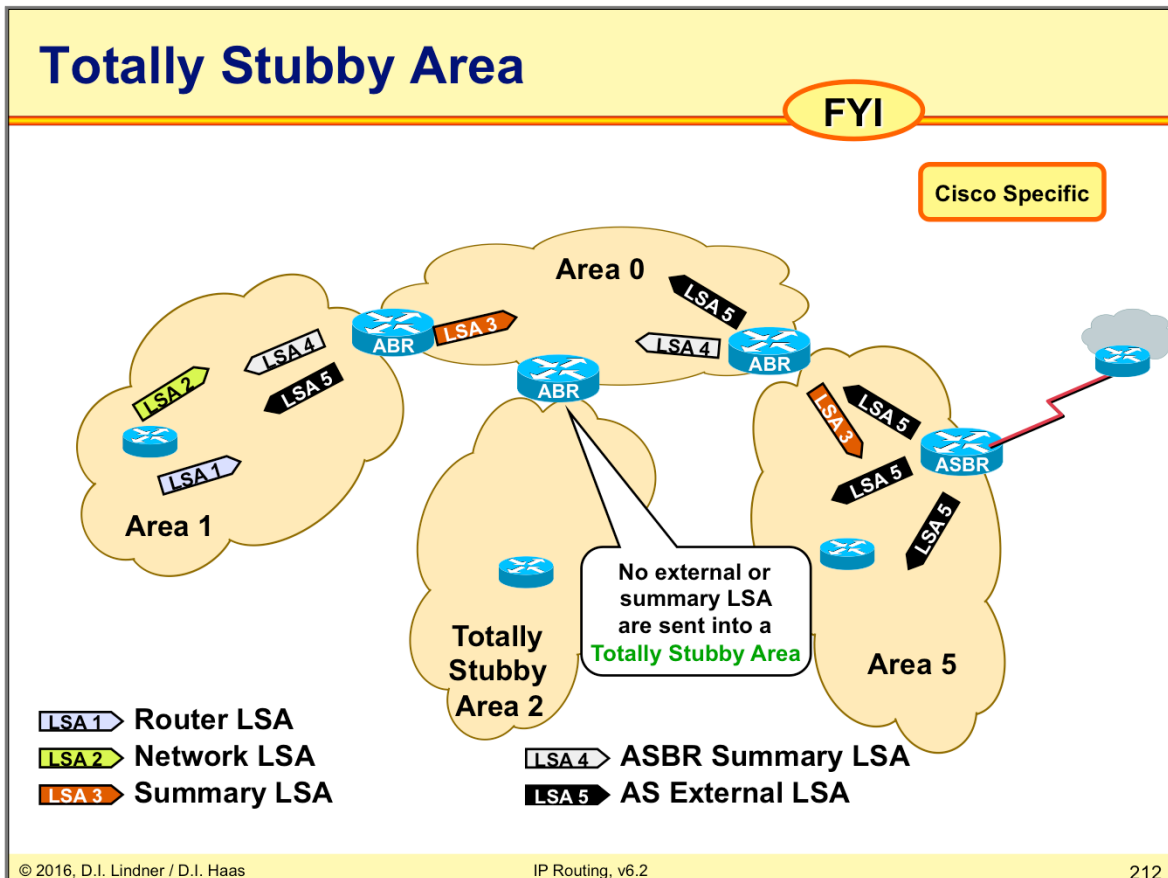 Totally Stubby Area
FYI
Cisco Specific
Area 0
LSA 5
LSA 4
LSA 3
ABR
ABR
ABR
LSA 4
LSA 5
LSA 2
LSA 1
Area 1
LSA 3
LSA 5
LSA 5
LSA 5
ASBR
No external or
summary LSA
are sent into a
Totally Stubby Area
Totally
Stubby
Area 2
Area 5
LSA 1 Router LSA
LSA 2 Network LSA
LSA 3 Summary LSA
LSA 4 ASBR Summary LSA
LSA 5 AS External LSA
© 2016, D.I. Lindner / D.I. Haas
IP Routing, v6.2
212